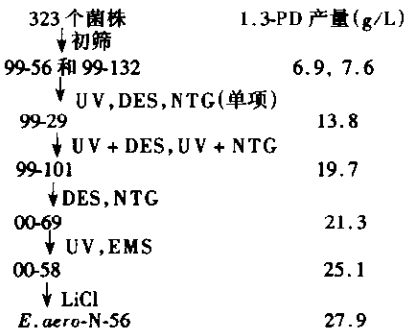 323 个菌株 1.3-PD 产量(g/L)
初筛
99-56 和 99-132 6.9, 7.6
UV,DES,NTG(单项)
99-29 13.8
UV + DES,UV + NTG
99-101 19.7
DES,NTG
00-69 21.3
UV,EMS
00-58 25.1
LiCl
E.aero-N-56 27.9